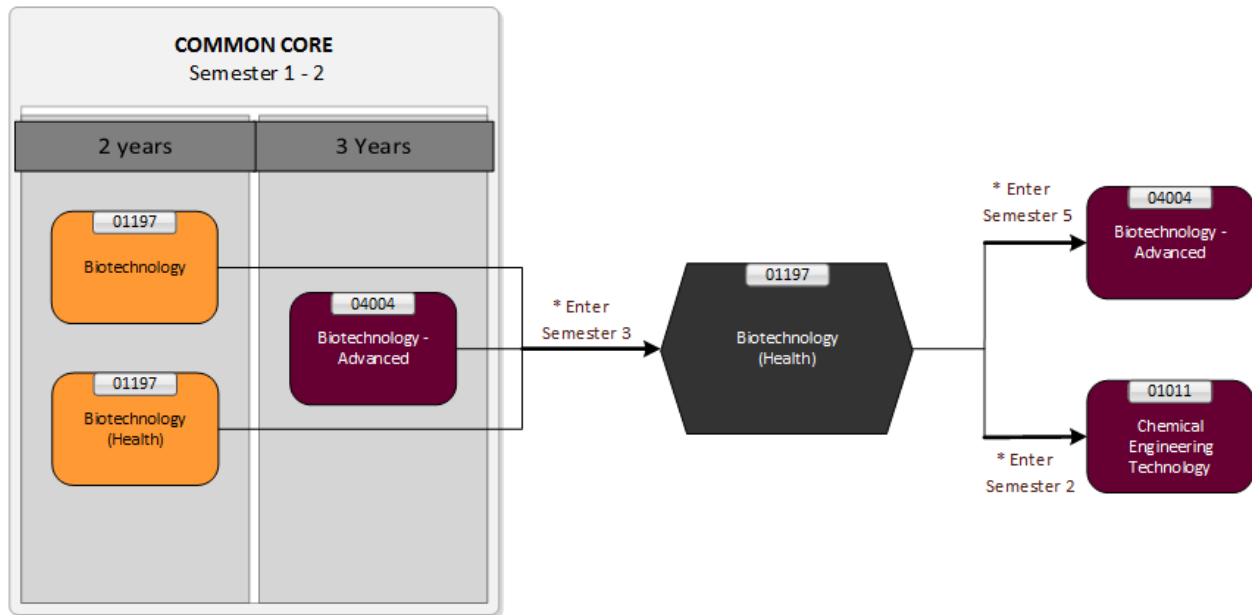 COMMON CORE
Semester 1 - 2
2 years
3 Years
01197
Biotechnology
04004
Biotechnology -
Advanced
01197
Biotechnology
(Health)
* Enter
Semester 3
01197
Biotechnology
(Health)
* Enter
Semester 5
04004
Biotechnology -
Advanced
* Enter
Semester 2
01011
Chemical
Engineering
Technology